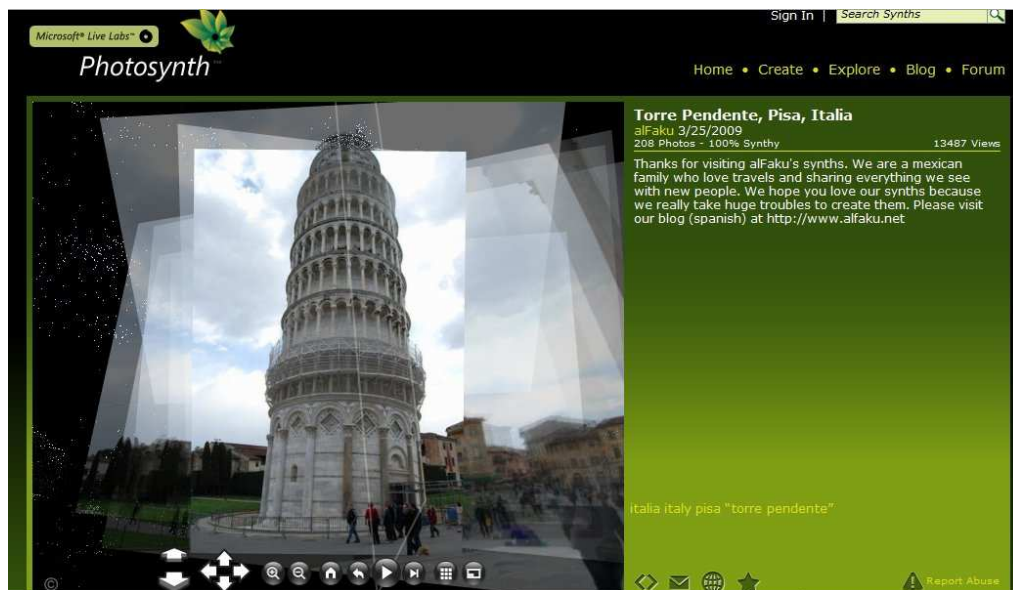 Sign In | Search Synths
Microsoft® Live Labs™
Photosynth™
Home • Create • Explore • Blog • Forum
Torre Pendente, Pisa, Italia
alFaku 3/25/2009
208 Photos - 100% Synthy 13487 Views
Thanks for visiting alFaku's synths. We are a mexican
family who love travels and sharing everything we see
with new people. We hope you love our synths because
we really take huge troubles to create them. Please visit
our blog (spanish) at http://www.alfaku.net
italia italy pisa "torre pendente"
©
Report Abuse